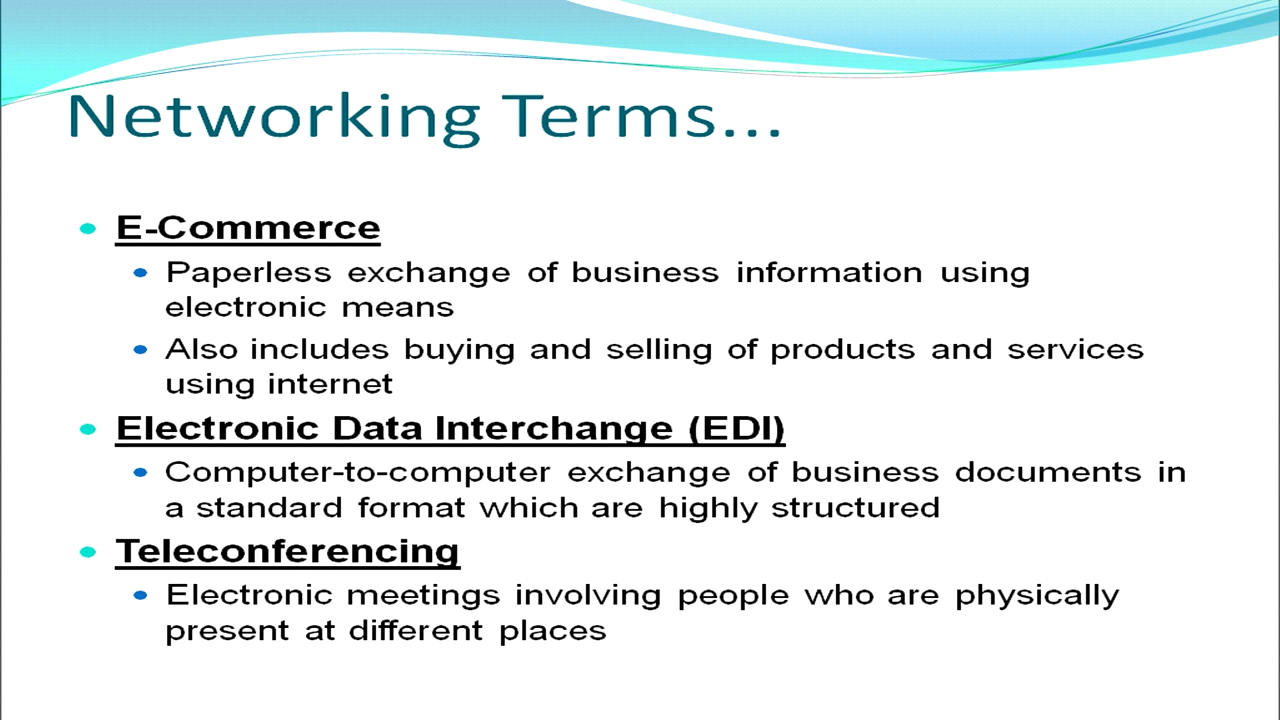 Networking Terms...
E-Commerce
Paperless exchange of business information using
electronic means
Also includes buying and selling of products and services
using internet
Electronic Data Interchange (EDI)
Computer-to-computer exchange of business documents in
a standard format which are highly structured
Teleconferencing
Electronic meetings involving people who are physically
present at different places